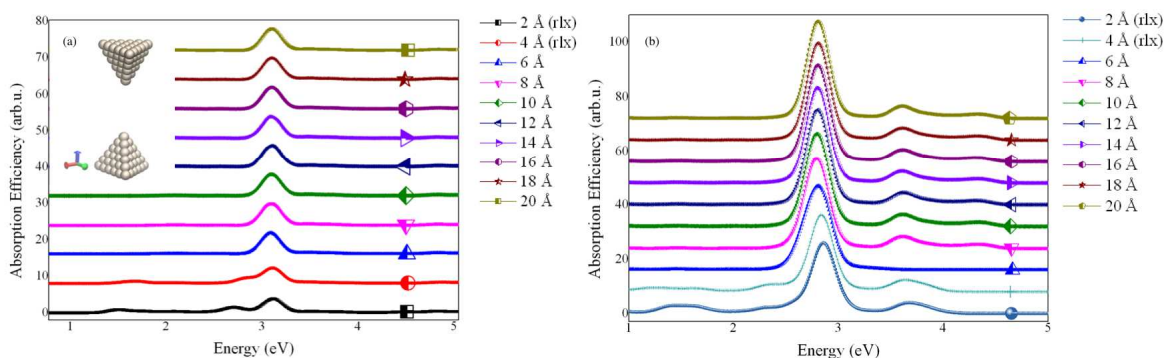 (a)
Absorption Efficiency (arb.u.)
80
70
60
50
40
30
20
10
0
1
2
3
4
5
Energy (eV)
2 Å (rlx)
4 Å (rlx)
6 Å
8 Å
10 Å
12 Å
14 Å
16 Å
18 Å
20 Å
(b)
Absorption Efficiency (arb.u.)
100
80
60
40
20
0
1
2
3
4
5
Energy (eV)
2 Å (rlx)
4 Å (rlx)
6 Å
8 Å
10 Å
12 Å
14 Å
16 Å
18 Å
20 Å